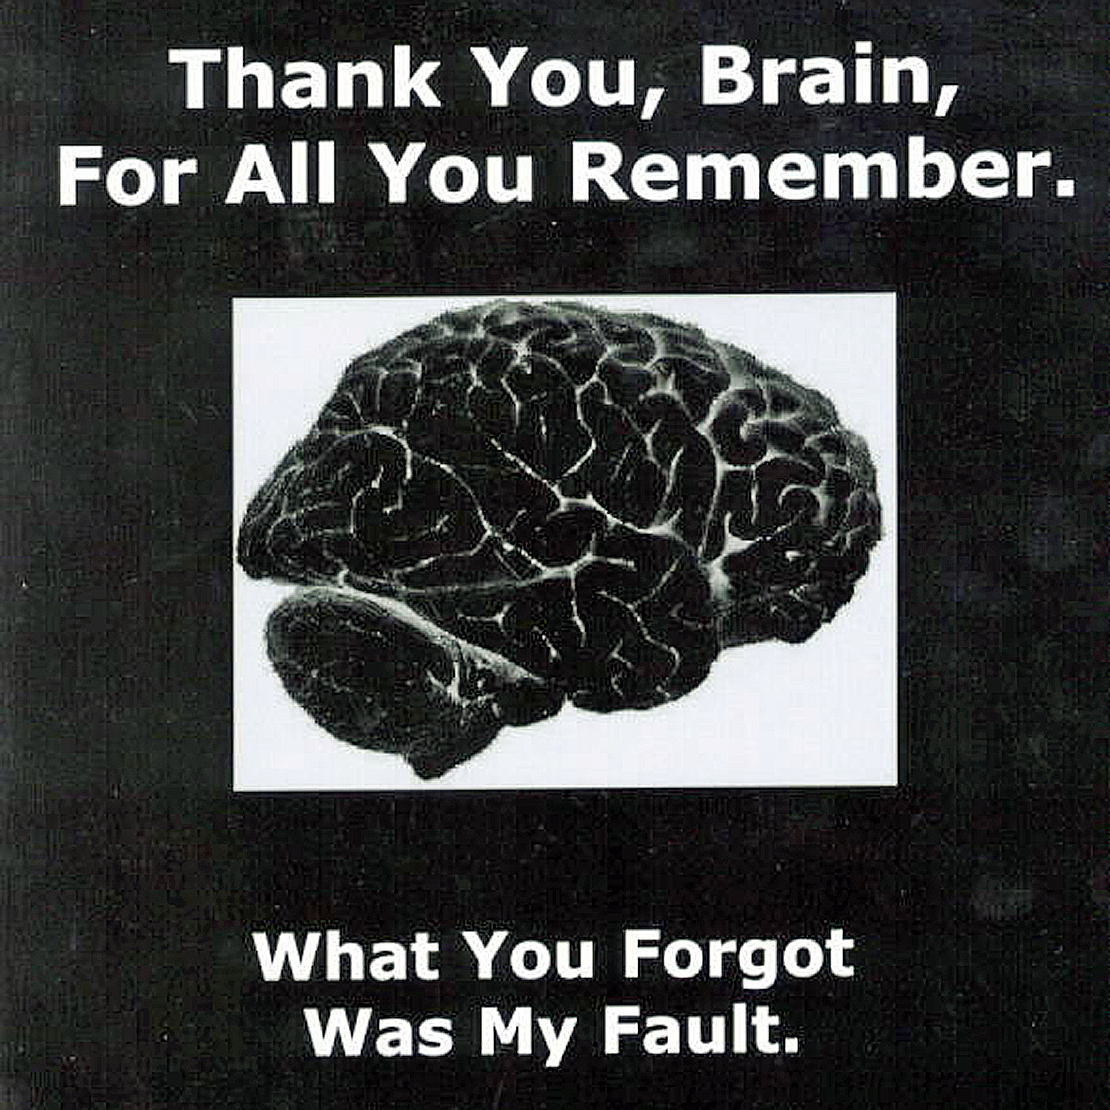 Thank You, Brain,
For All You Remember.
What You Forgot
Was My Fault.